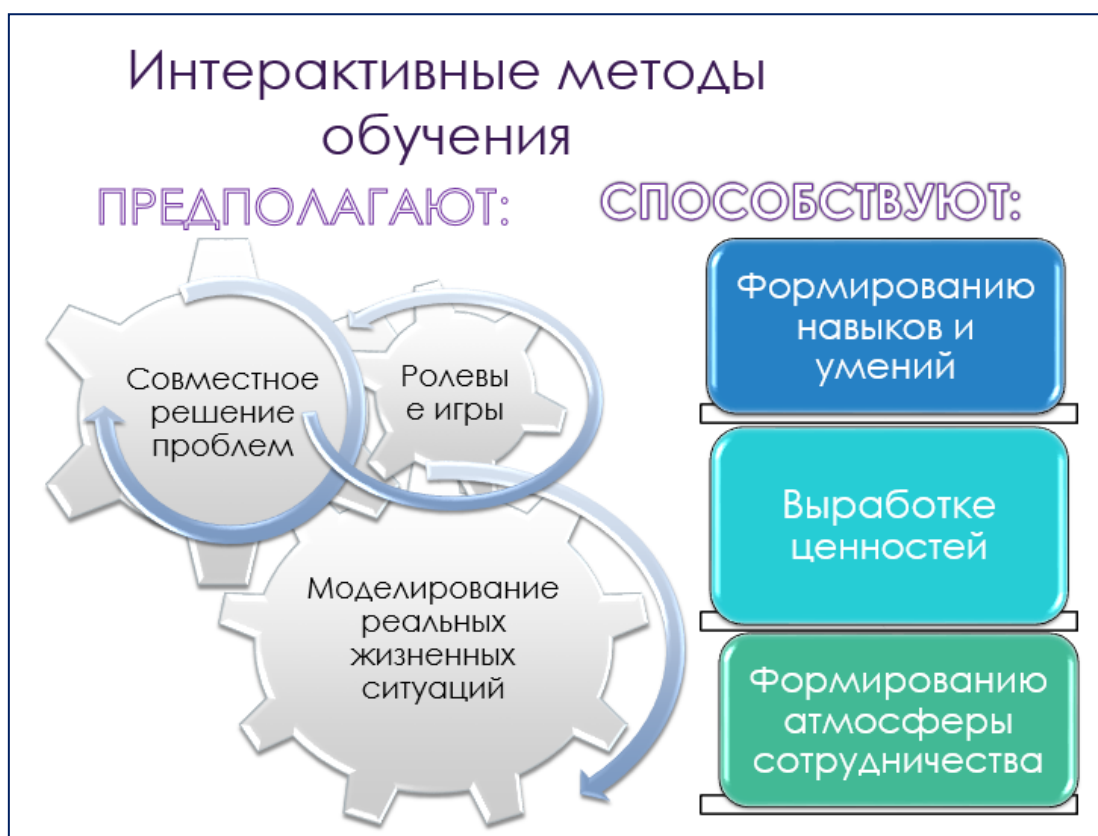 Интерактивные методы
обучения
ПРЕДПОЛАГАЮТ:
СПОСОБСТВУЮТ:
Совместное
решение
проблем
Ролевы
е игры
Моделирование
реальных
жизненных
ситуаций
Формированию
навыков и
умений
Выработке
ценностей
Формированию
атмосферы
сотрудничества